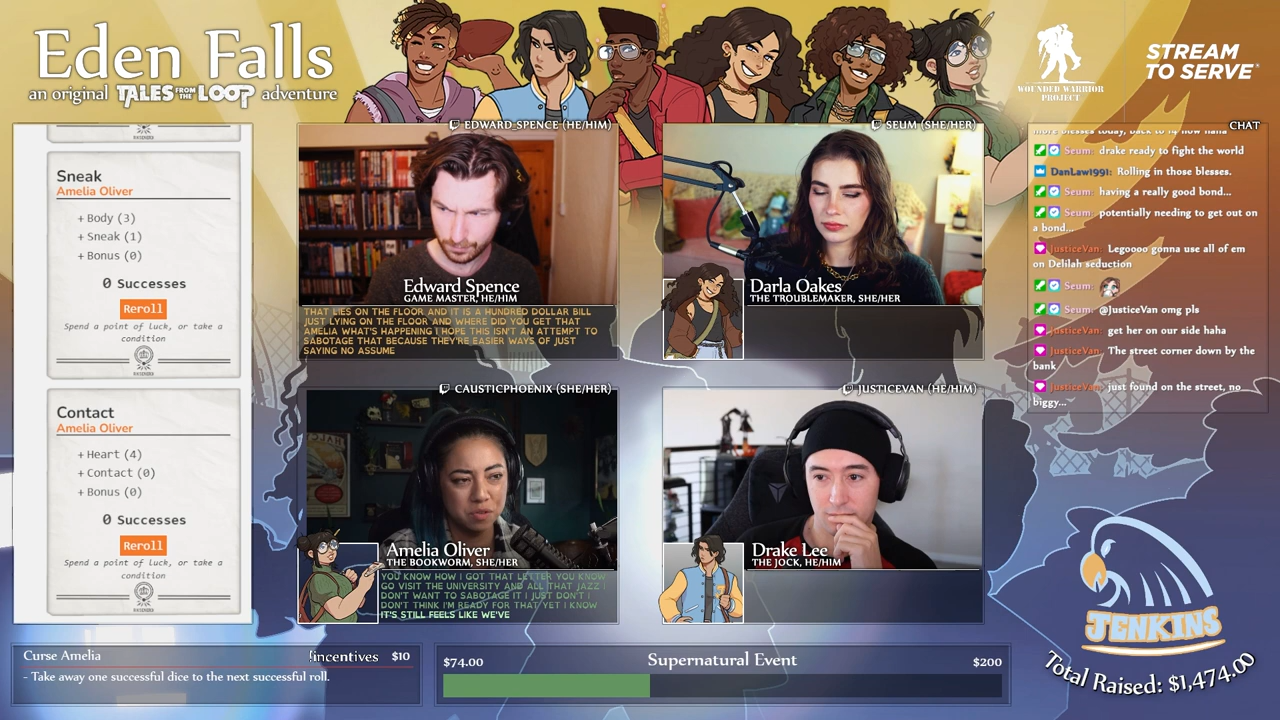 Eden Falls
an original TALES FROM THE LOOP adventure
WOUNDED WARRIOR
PROJECT
STREAM
TO SERVE
Sneak
Amelia Oliver
+ Body (3)
+ Sneak (1)
+ Bonus (0)
0 Successes
Reroll
Spend a point of luck, or take a
condition
Contact
Amelia Oliver
+ Heart (4)
+ Contact (0)
+ Bonus (0)
0 Successes
Reroll
Spend a point of luck, or take a
condition
EDWARD_SPENCE (HE/HIM)
Edward Spence
GAME MASTER, HE/HIM
THAT LIES ON THE FLOOR AND IT IS A HUNDRED DOLLAR BILL
JUST LYING ON THE FLOOR AND WHERE DID YOU GET THAT
AMELIA WHAT'S HAPPENING I HOPE THIS ISN'T AN ATTEMPT TO
SABOTAGE THAT BECAUSE THEY'RE EASIER WAYS OF JUST
SAYING NO ASSUME
SEUM (SHE/HER)
Darla Oakes
THE TROUBLEMAKER, SHE/HER
CAUSTICPHOENIX (SHE/HER)
Amelia Oliver
THE BOOKWORM, SHE/HER
YOU KNOW HOW I GOT THAT LETTER YOU KNOW
GO VISIT THE UNIVERSITY AND ALL THAT JAZZ I
DON'T WANT TO SABOTAGE IT I JUST DON'T I
DON'T THINK I'M READY FOR THAT YET I KNOW
IT'S STILL FEELS LIKE WE'VE
JUSTICEVAN (HE/HIM)
Drake Lee
THE JOCK, HE/HIM
CHAT
more blesses today, back to 14 now haha
Seum: drake ready to fight the world
DanLaw1991: Rolling in those blesses.
Seum: having a really good bond...
Seum: potentially needing to get out on
a bond...
JusticeVan: Legoooo gonna use all of em
on Delilah seduction
Seum:
Seum: @JusticeVan omg pls
JusticeVan: get her on our side haha
JusticeVan: The street corner down by the
bank
JusticeVan: just found on the street, no
biggy...
JENKINS
Total Raised: $1,474.00
Curse Amelia
!incentives $10
- Take away one successful dice to the next successful roll.
$74.00
Supernatural Event
$200